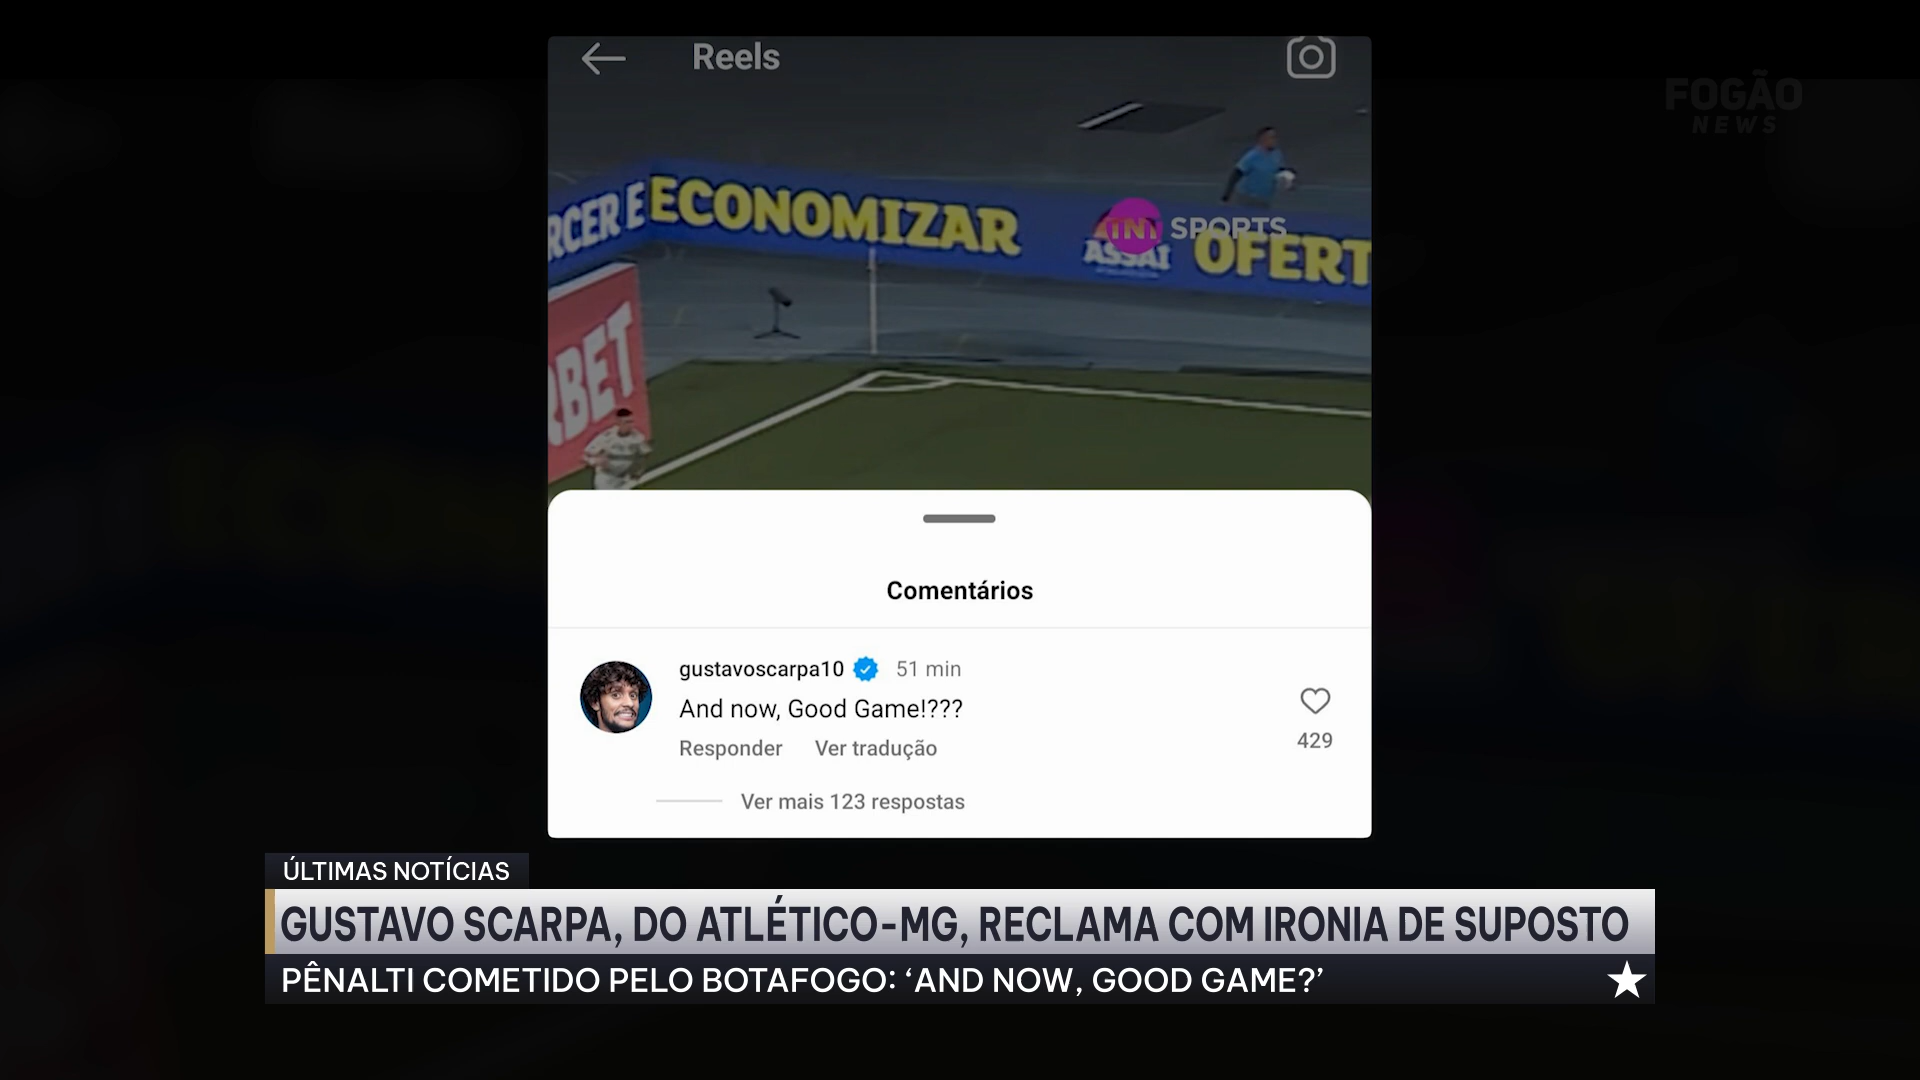 Reels
FOGÃO
NEWS
RCER E ECONOMIZAR
TNT SPORTS
ASSAÍ OFERT
RBET
Comentários
gustavoscarpa10 51 min
And now, Good Game!???
429
Responder Ver tradução
Ver mais 123 respostas
ÚLTIMAS NOTÍCIAS
GUSTAVO SCARPA, DO ATLÉTICO-MG, RECLAMA COM IRONIA DE SUPOSTO
PÊNALTI COMETIDO PELO BOTAFOGO: ‘AND NOW, GOOD GAME?’